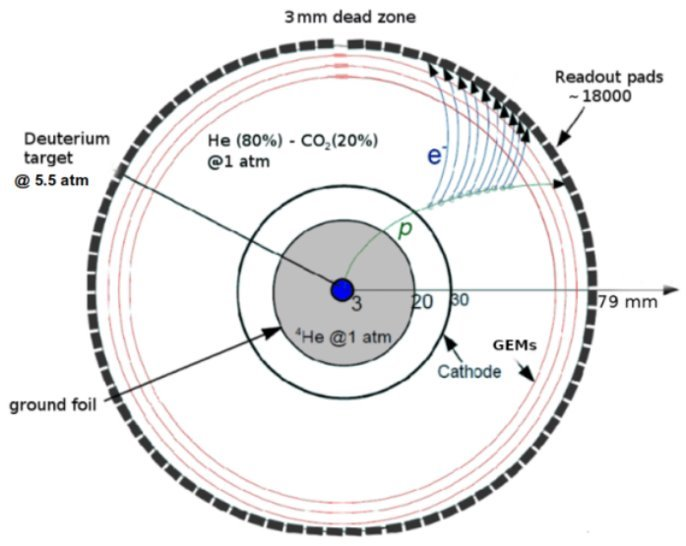 3mm dead zone
Readout pads
~ 18000
Deuterium
target
@ 5.5 atm
He (80%) - CO₂(20%)
@1 atm
e⁻
p
3
20
30
79 mm
⁴He @1 atm
GEMs
Cathode
ground foil